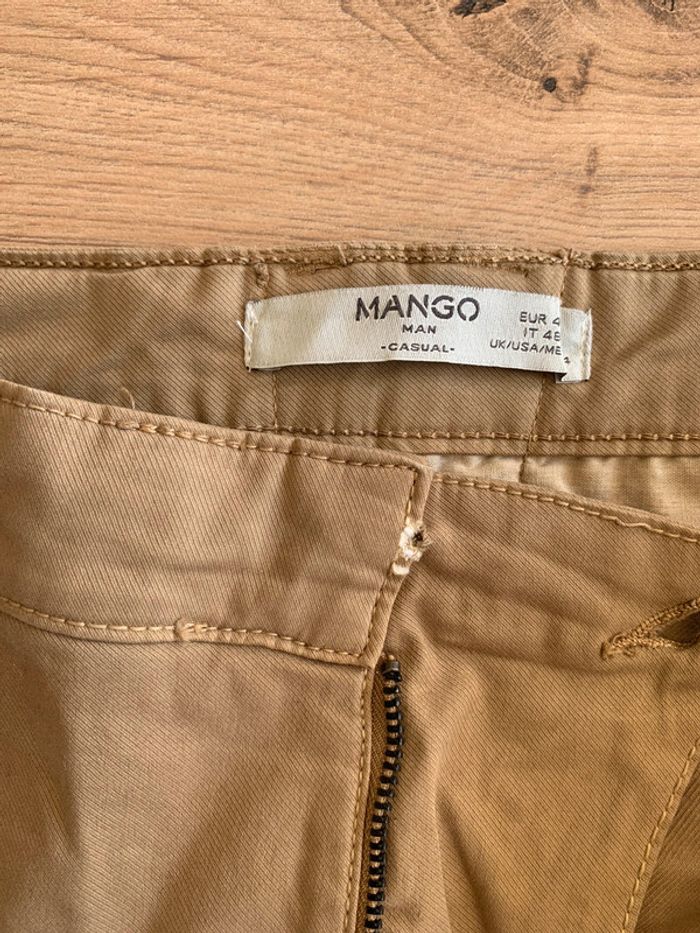 MANGO
MAN
-CASUAL-
EUR 4
IT 4
UK/USA/ME